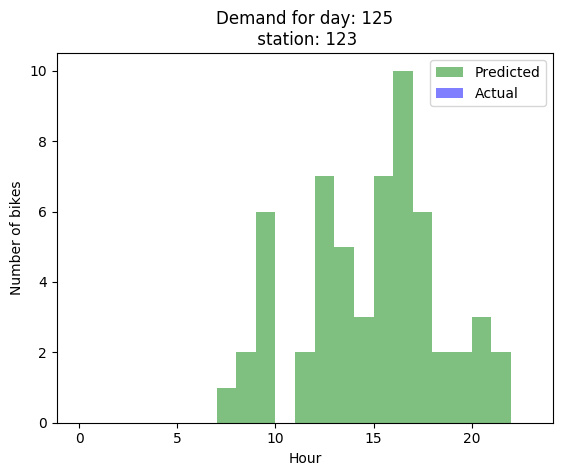 Demand for day: 125
station: 123
Predicted
Actual
Number of bikes
10
8
6
4
2
0
0 5 10 15 20
Hour